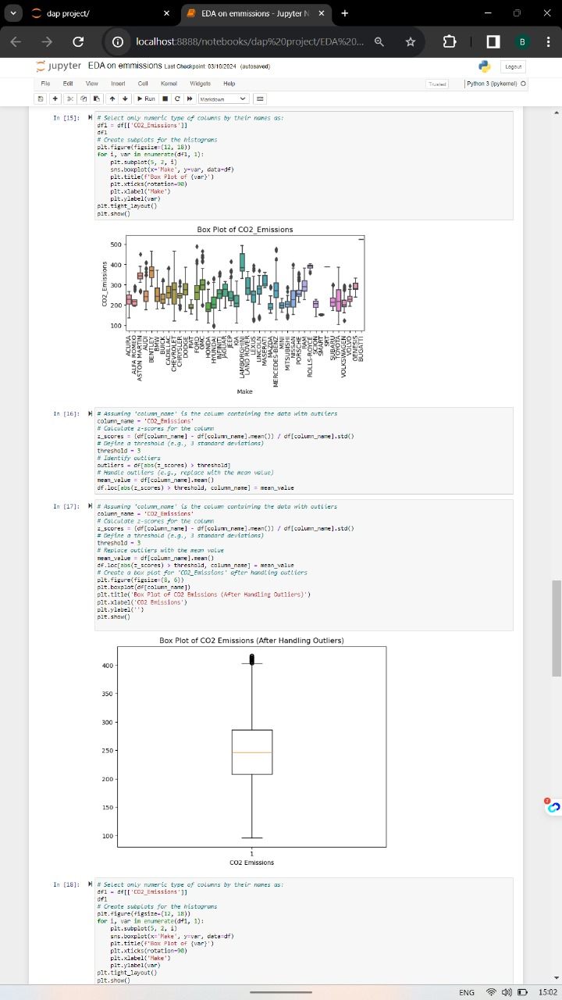 dap project/
EDA on emmissions - Jupyter N
localhost:8888/notebooks/dap%20project/EDA%20...
B
jupyter EDA on emmissions Last Checkpoint: 03/10/2024 (autosaved)
Logout
File Edit View Insert Cell Kernel Widgets Help
Trusted
Python 3 (ipykernel)
Run
Markdown
In [15]:
# Select only numeric type of columns by their names as:
df1 = df[['CO2_Emissions']]
df1
# Create subplots for the histograms
plt.figure(figsize=(12, 18))
for i, var in enumerate(df1, 1):
plt.subplot(5, 2, i)
sns.boxplot(x='Make', y=var, data=df)
plt.title(f'Box Plot of {var}')
plt.xticks(rotation=90)
plt.xlabel('Make')
plt.ylabel(var)
plt.tight_layout()
plt.show()
Box Plot of CO2_Emissions
CO2_Emissions
500
400
300
200
100
ACURA
ALFA ROMEO
ASTON MARTIN
AUDI
BENTLEY
BMW
BUICK
CADILLAC
CHEVROLET
CHRYSLER
DODGE
FIAT
FORD
GMC
HONDA
HYUNDAI
INFINITI
JAGUAR
JEEP
KIA
LAMBORGHINI
LAND ROVER
LEXUS
LINCOLN
MASERATI
MAZDA
MERCEDES-BENZ
MINI
MITSUBISHI
NISSAN
PORSCHE
RAM
ROLLS-ROYCE
SCION
SMART
SRT
SUBARU
TOYOTA
VOLKSWAGEN
VOLVO
GENESIS
BUGATTI
Make
In [16]:
# Assuming 'column_name' is the column containing the data with outliers
column_name = 'CO2_Emissions'
# Calculate z-scores for the column
z_scores = (df[column_name] - df[column_name].mean()) / df[column_name].std()
# Define a threshold (e.g., 3 standard deviations)
threshold = 3
# Identify outliers
outliers = df[abs(z_scores) > threshold]
# Handle outliers (e.g., replace with the mean value)
mean_value = df[column_name].mean()
df.loc[abs(z_scores) > threshold, column_name] = mean_value
In [17]:
# Assuming 'column_name' is the column containing the data with outliers
column_name = 'CO2_Emissions'
# Calculate z-scores for the column
z_scores = (df[column_name] - df[column_name].mean()) / df[column_name].std()
# Define a threshold (e.g., 3 standard deviations)
threshold = 3
# Replace outliers with the mean value
mean_value = df[column_name].mean()
df.loc[abs(z_scores) > threshold, column_name] = mean_value
# Create a box plot for 'CO2_Emissions' after handling outliers
plt.figure(figsize=(8, 6))
plt.boxplot(df[column_name])
plt.title('Box Plot of CO2 Emissions (After Handling Outliers)')
plt.xlabel('CO2 Emissions')
plt.ylabel('')
plt.show()
Box Plot of CO2 Emissions (After Handling Outliers)
400
350
300
250
200
150
100
1
CO2 Emissions
In [18]:
# Select only numeric type of columns by their names as:
df1 = df[['CO2_Emissions']]
df1
# Create subplots for the histograms
plt.figure(figsize=(12, 18))
for i, var in enumerate(df1, 1):
plt.subplot(5, 2, i)
sns.boxplot(x='Make', y=var, data=df)
plt.title(f'Box Plot of {var}')
plt.xticks(rotation=90)
plt.xlabel('Make')
plt.ylabel(var)
plt.tight_layout()
plt.show()
ENG
15:02